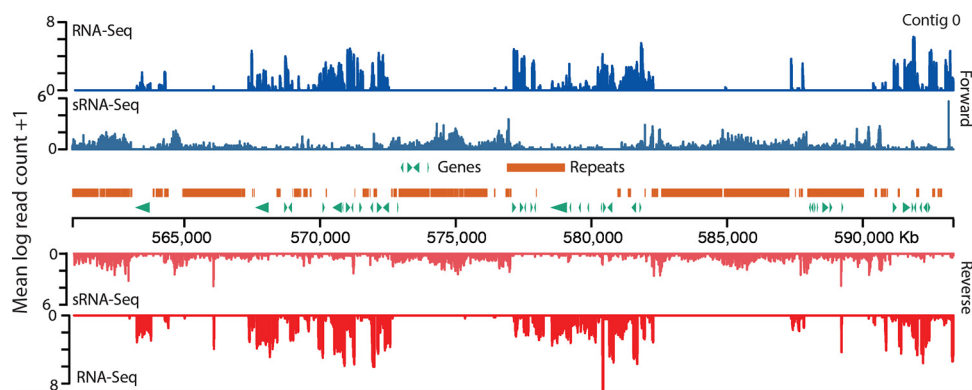 Contig 0
8
RNA-Seq
0
Forward
6
sRNA-Seq
0
Genes Repeats
Mean log read count +1
565,000 570,000 575,000 580,000 585,000 590,000 Kb
0
sRNA-Seq
6
Reverse
0
RNA-Seq
8